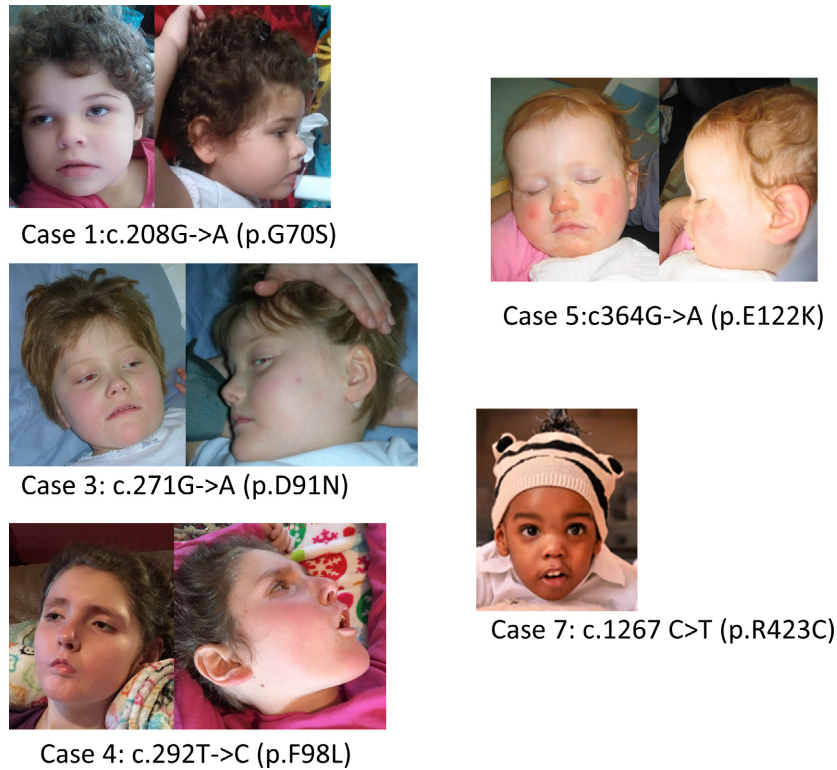 Case 1:c.208G->A (p.G70S)
Case 3: c.271G->A (p.D91N)
Case 4: c.292T->C (p.F98L)
Case 5:c364G->A (p.E122K)
Case 7: c.1267 C>T (p.R423C)